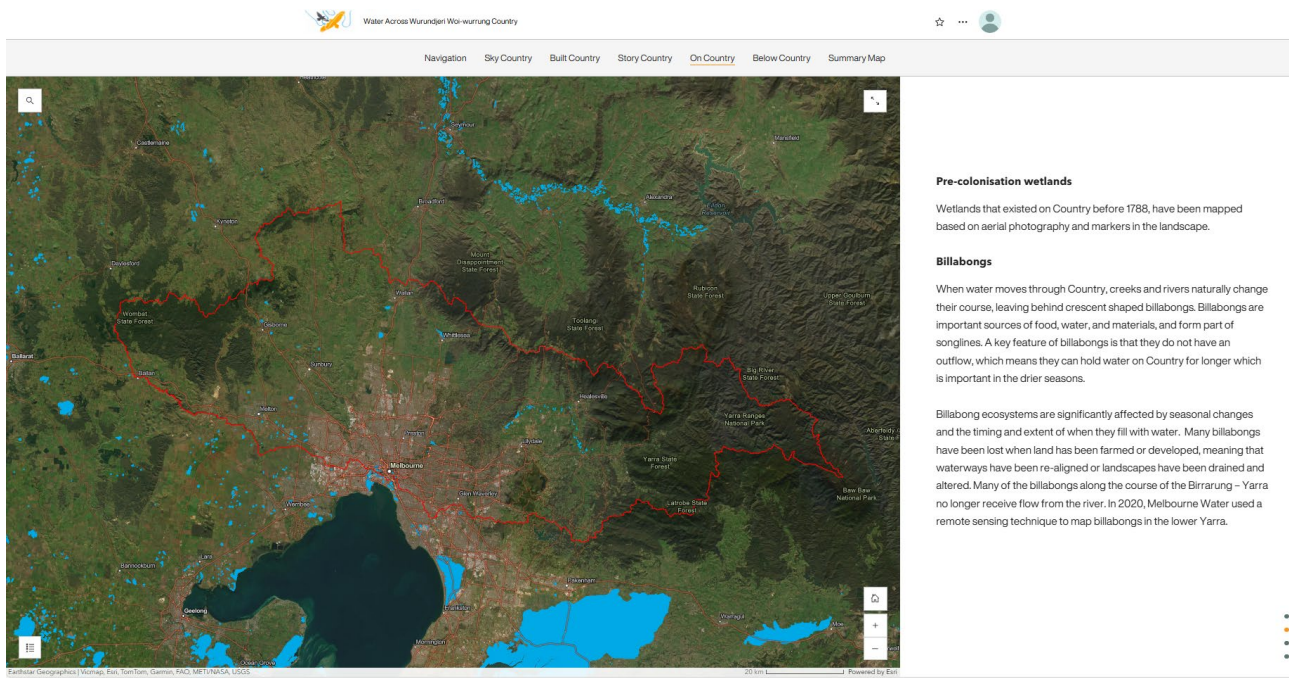 Water Across Wurundjeri Woi-wurrung Country
Navigation Sky Country Built Country Story Country On Country Below Country Summary Map
Seymour
Mansfield
Castlemaine
Alexandra
Eildon
Reservoir
Broadford
Kyneton
Daylesford
Mount
Disappointment
State Forest
Rubicon
State Forest
Upper Goulburn
State Forest
Wallan
Wombat
State Forest
Gisborne
Toolangi
State Forest
Whittlesea
Ballarat
Sunbury
Ballan
Big River
State Forest
Healesville
Yarra Ranges
National Park
Melton
Lilydale
Aberfeldy
State F
Melbourne
Yarra State
Forest
Glen Waverley
Baw Baw
National Park
Latrobe State
Forest
Lara
Bannockburn
Pakenham
Geelong
Frankston
Warragul
Moe
Mornington
Ocean Grove
Earthstar Geographics | Vicmap, Esri, TomTom, Garmin, FAO, METI/NASA, USGS
20 km
Powered by Esri
Pre-colonisation wetlands
Wetlands that existed on Country before 1788, have been mapped
based on aerial photography and markers in the landscape.
Billabongs
When water moves through Country, creeks and rivers naturally change
their course, leaving behind crescent shaped billabongs. Billabongs are
important sources of food, water, and materials, and form part of
songlines. A key feature of billabongs is that they do not have an
outflow, which means they can hold water on Country for longer which
is important in the drier seasons.
Billabong ecosystems are significantly affected by seasonal changes
and the timing and extent of when they fill with water. Many billabongs
have been lost when land has been farmed or developed, meaning that
waterways have been re-aligned or landscapes have been drained and
altered. Many of the billabongs along the course of the Birrarung – Yarra
no longer receive flow from the river. In 2020, Melbourne Water used a
remote sensing technique to map billabongs in the lower Yarra.